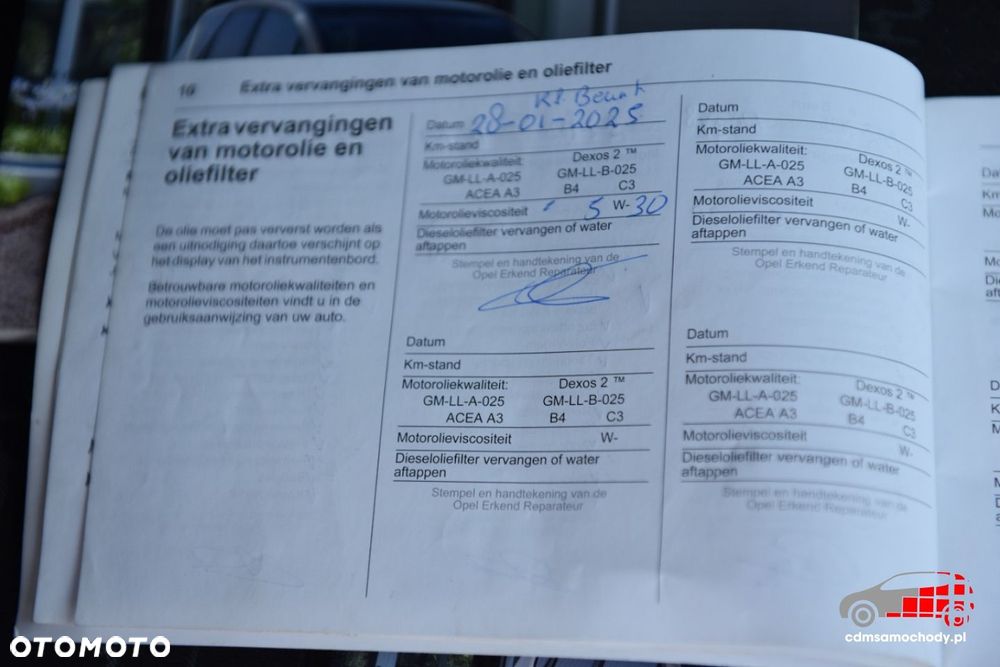 16 Extra vervangingen van motorolie en oliefilter
Extra vervangingen
van motorolie en
oliefilter
De olie moet pas ververst worden als
een uitnodiging daartoe verschijnt op
het display van het instrumentenbord.
Betrouwbare motoroliekwaliteiten en
motorolieviscositeiten vindt u in de
gebruiksaanwijzing van uw auto.
Datum 28-01-2025
Km-stand
Motoroliekwaliteit: Dexos 2 ™
GM-LL-A-025 GM-LL-B-025
ACEA A3 B4 C3
Motorolieviscositeit 5 W- 30
Dieseloliefilter vervangen of water
aftappen
Stempel en handtekening van de
Opel Erkend Reparateur
Datum
Km-stand
Motoroliekwaliteit: Dexos 2 ™
GM-LL-A-025 GM-LL-B-025
ACEA A3 B4 C3
Motorolieviscositeit W-
Dieseloliefilter vervangen of water
aftappen
Stempel en handtekening van de
Opel Erkend Reparateur
Datum
Km-stand
Motoroliekwaliteit: Dexos 2 ™
GM-LL-A-025 GM-LL-B-025
ACEA A3 B4 C3
Motorolieviscositeit W-
Dieseloliefilter vervangen of water
aftappen
Stempel en handtekening van de
Opel Erkend Reparateur
Datum
Km-stand
Motoroliekwaliteit: Dexos 2 ™
GM-LL-A-025 GM-LL-B-025
ACEA A3 B4 C3
Motorolieviscositeit W-
Dieseloliefilter vervangen of water
aftappen
Stempel en handtekening van de
Opel Erkend Reparateur
OTOMOTO
cdmsamochody.pl